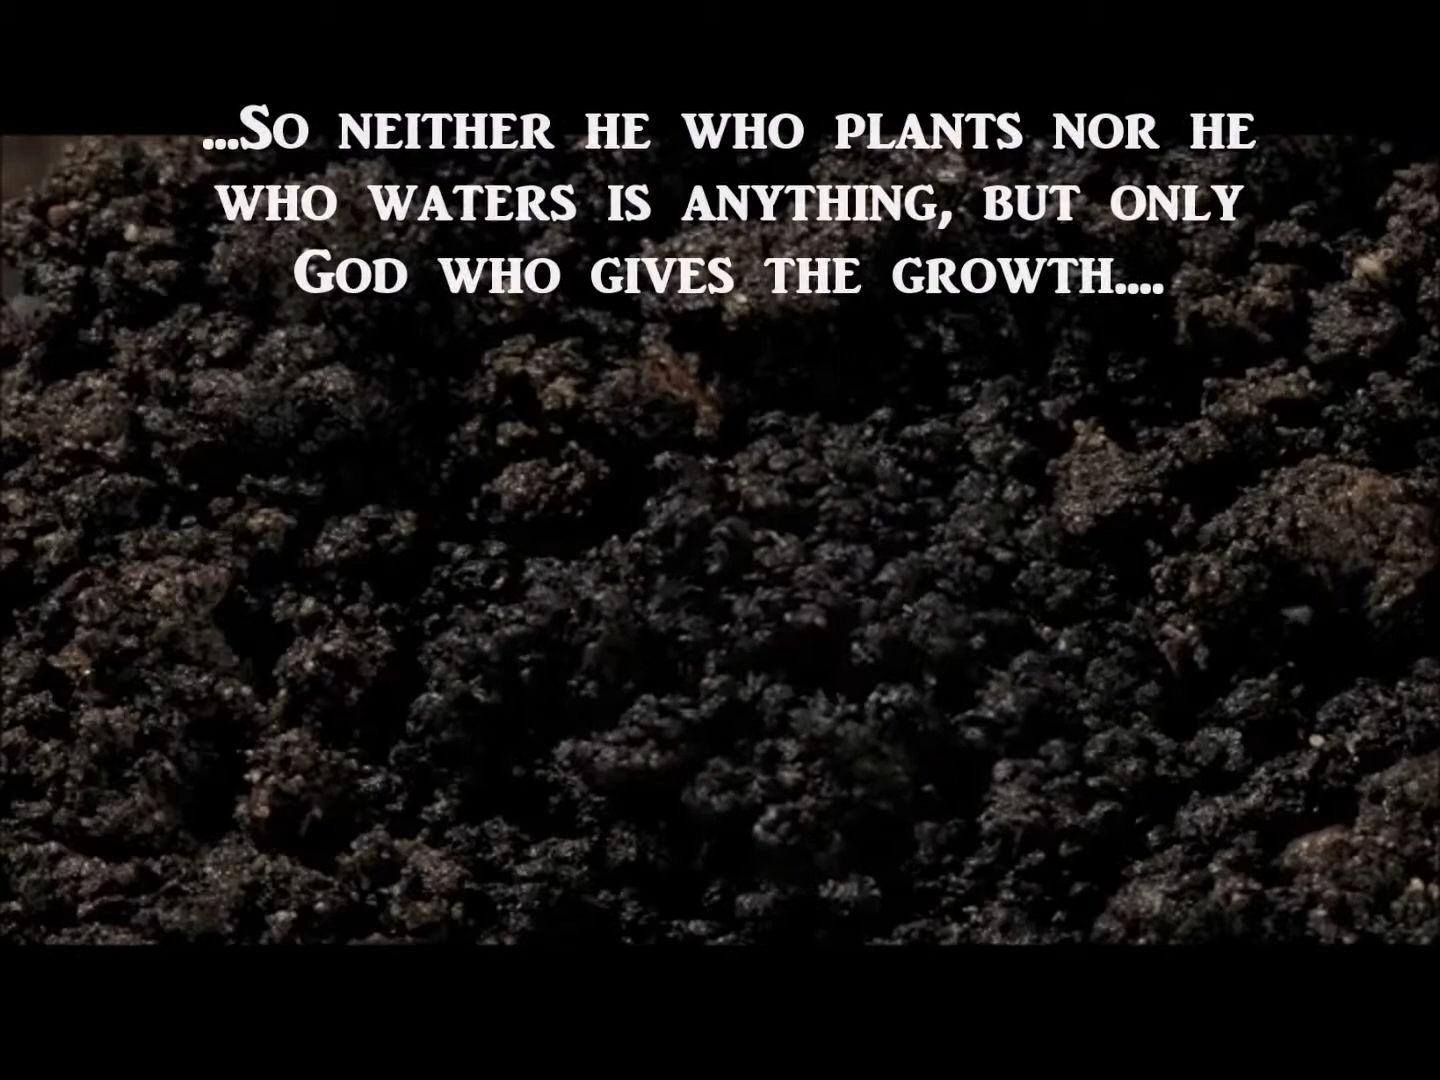 ...So neither he who plants nor he
who waters is anything, but only
God who gives the growth....